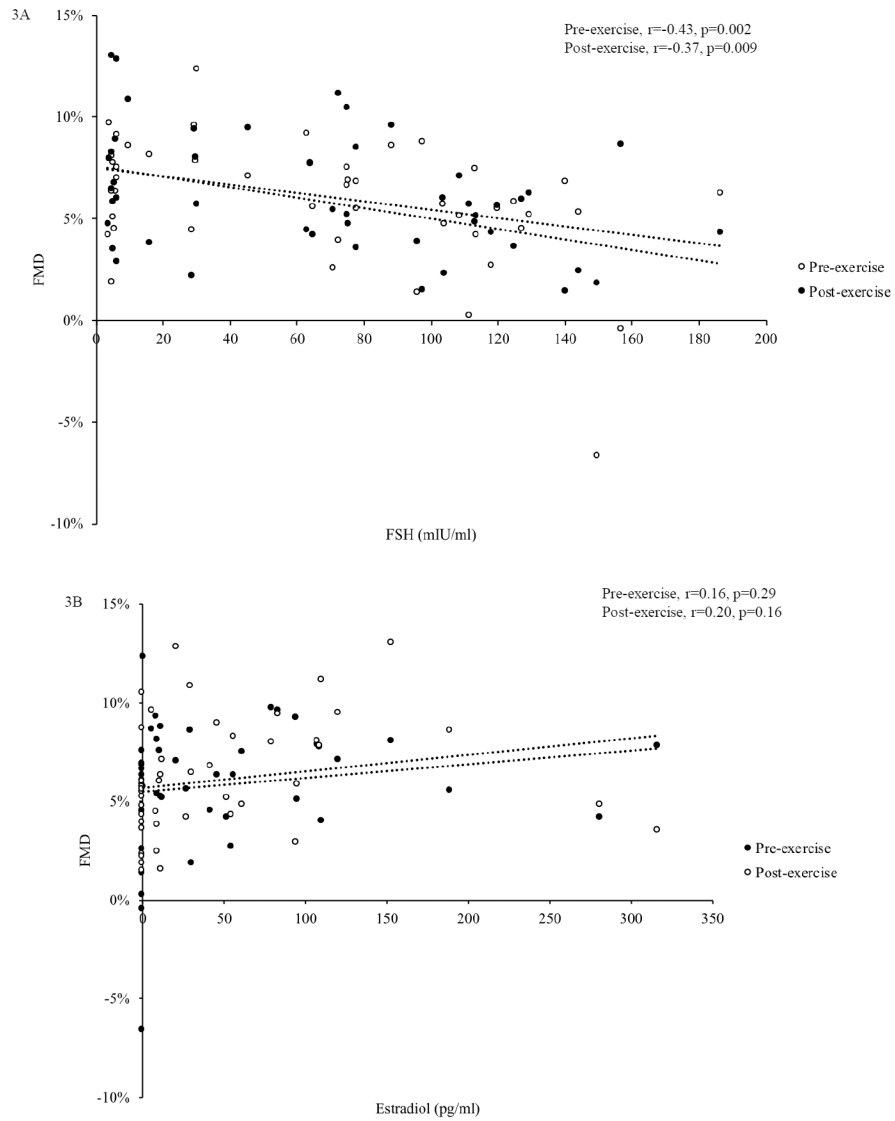 3A
15%
Pre-exercise, r=-0.43, p=0.002
Post-exercise, r=-0.37, p=0.009
10%
5%
FMD
Pre-exercise
Post-exercise
0%
0 20 40 60 80 100 120 140 160 180 200
-5%
-10%
FSH (mIU/ml)
3B
15%
Pre-exercise, r=0.16, p=0.29
Post-exercise, r=0.20, p=0.16
10%
5%
FMD
Pre-exercise
Post-exercise
0%
0 50 100 150 200 250 300 350
-5%
-10%
Estradiol (pg/ml)